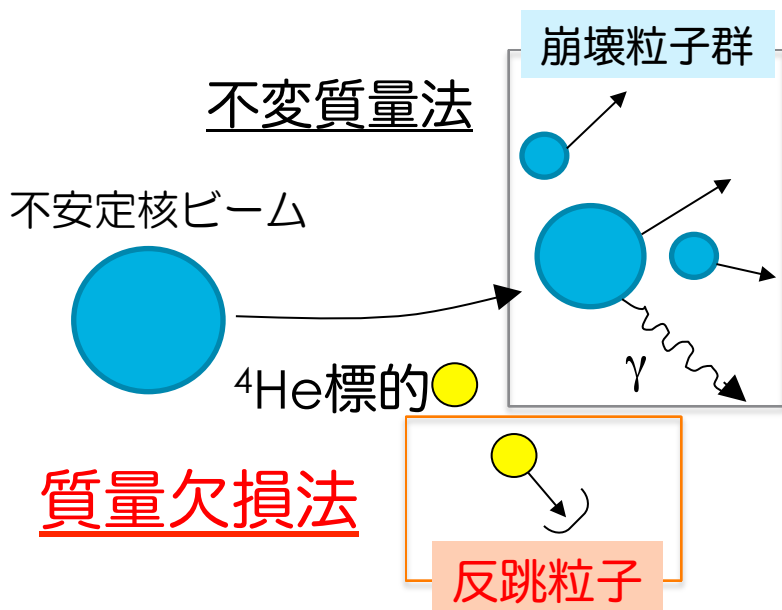 崩壊粒子群
不変質量法
不安定核ビーム
γ
⁴He標的
質量欠損法
反跳粒子